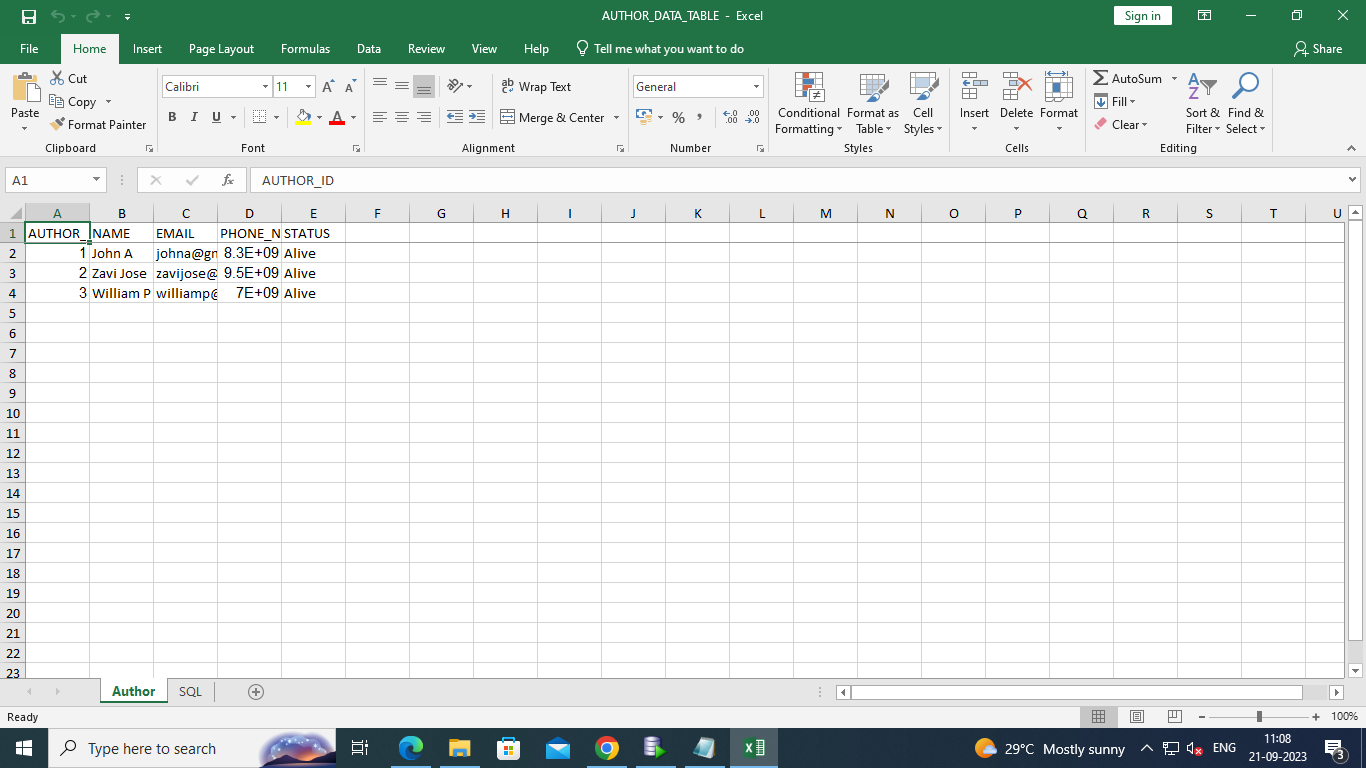 AUTHOR_DATA_TABLE - Excel
Sign in
File Home Insert Page Layout Formulas Data Review View Help Tell me what you want to do Share
Paste
Cut
Copy
Format Painter
Clipboard
Calibri 11
B I U A
Font
Wrap Text
Merge & Center
Alignment
General
%
Number
Conditional Formatting
Format as Table
Cell Styles
Styles
Insert Delete Format
Cells
AutoSum
Fill
Clear
Sort & Filter
Find & Select
Editing
A1 fx AUTHOR_ID
A B C D E F G H I J K L M N O P Q R S T U
1 AUTHOR_ NAME EMAIL PHONE_N STATUS
2 1 John A johna@gm 8.3E+09 Alive
3 2 Zavi Jose zavijose@ 9.5E+09 Alive
4 3 William P williamp@ 7E+09 Alive
5
6
7
8
9
10
11
12
13
14
15
16
17
18
19
20
21
22
23
Author SQL
Ready 100%
Type here to search
29°C Mostly sunny ENG 11:08
21-09-2023 3